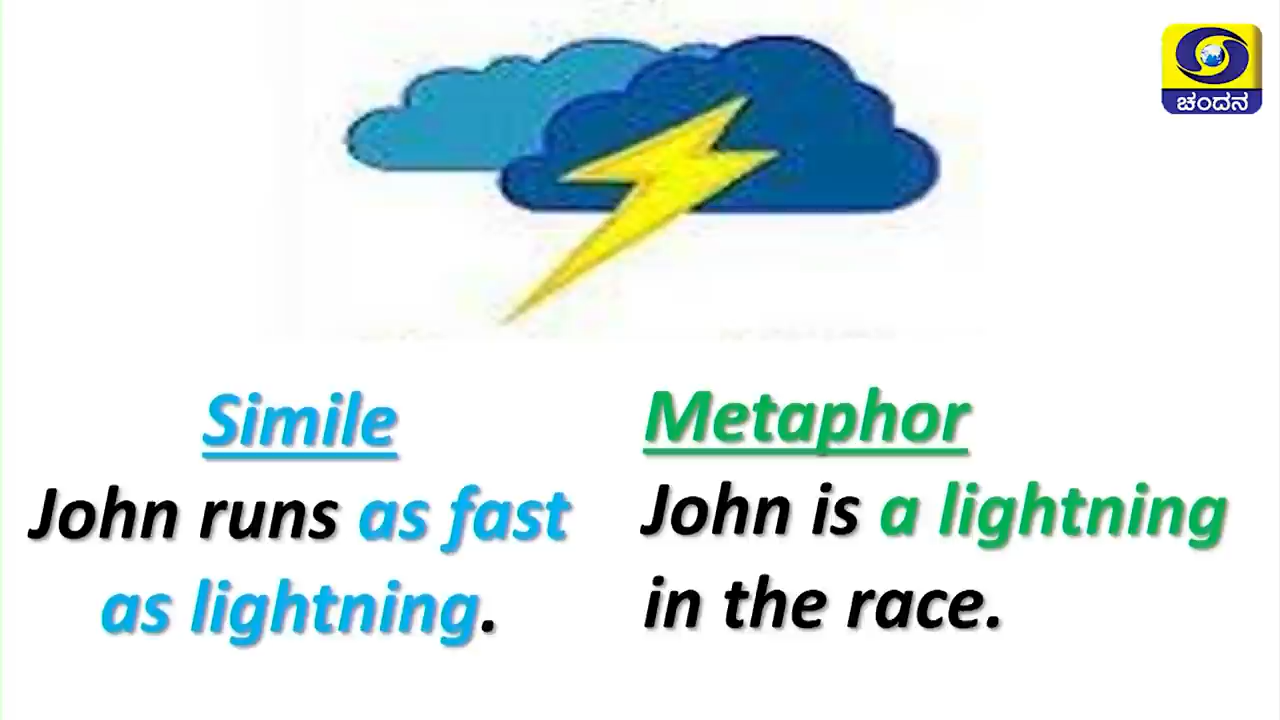 ಚಂದನ
Simile
John runs as fast
as lightning.
Metaphor
John is a lightning
in the race.